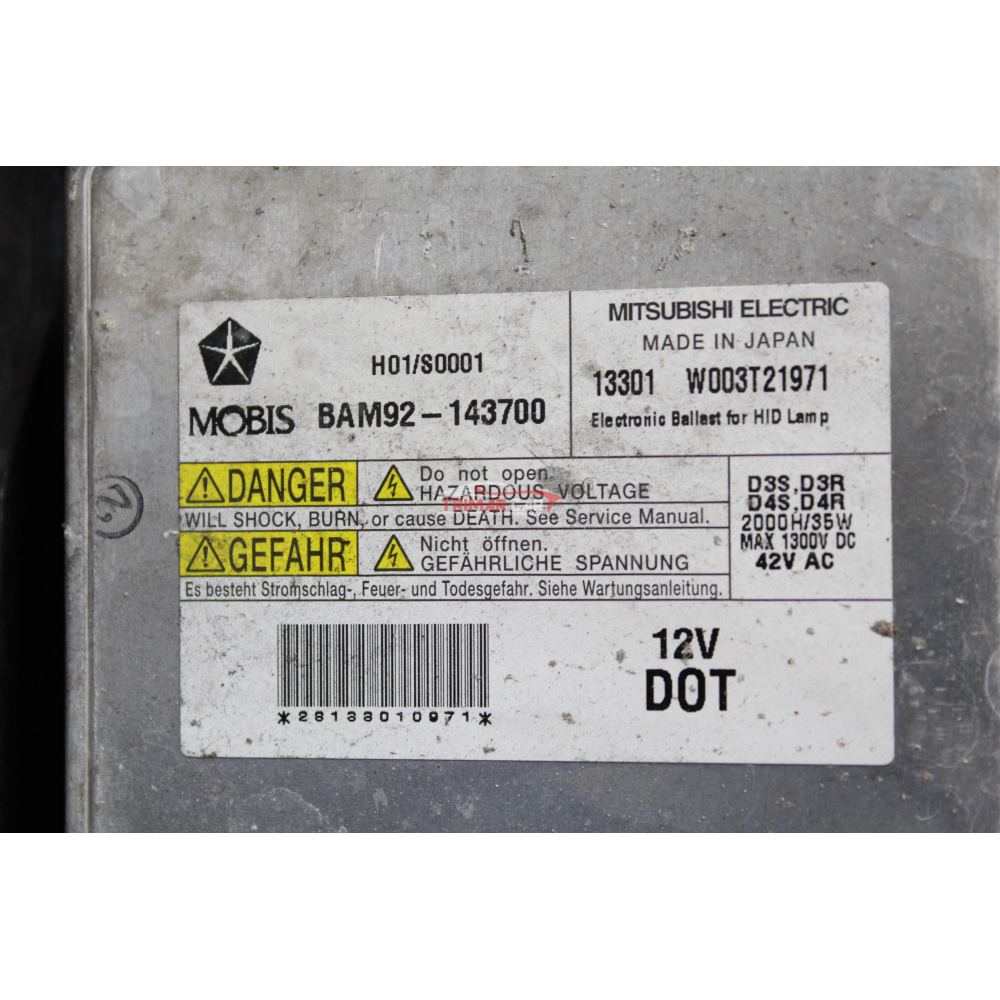 H01/S0001
MOBIS BAM92-143700
MITSUBISHI ELECTRIC
MADE IN JAPAN
13301 W003T21971
Electronic Ballast for HID Lamp
DANGER
Do not open.
HAZARDOUS VOLTAGE
WILL SHOCK, BURN, or cause DEATH. See Service Manual.
GEFAHR
Nicht öffnen.
GEFÄHRLICHE SPANNUNG
Es besteht Stromschlag-, Feuer- und Todesgefahr. Siehe Wartungsanleitung.
D3S,D3R
D4S,D4R
2000H/35W
MAX 1300V DC
42V AC
*28133010971*
12V
DOT